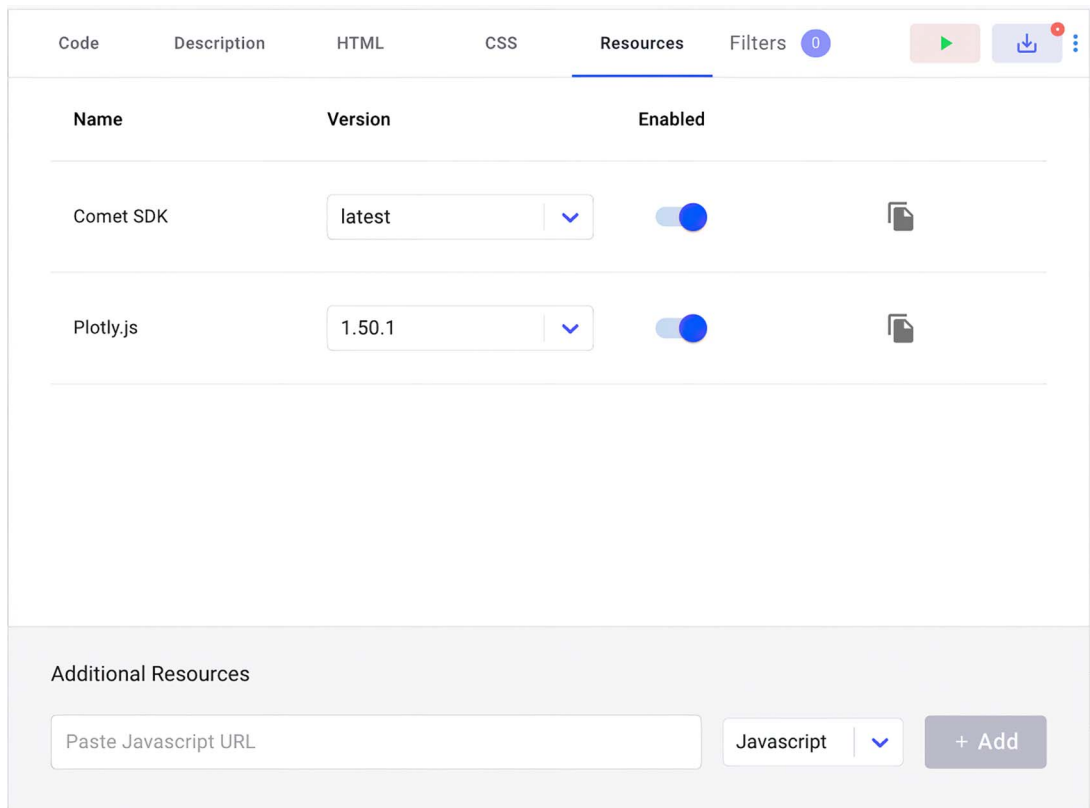 Code Description HTML CSS Resources Filters 0
Name Version Enabled
Comet SDK latest
Plotly.js 1.50.1
Additional Resources
Paste Javascript URL Javascript + Add